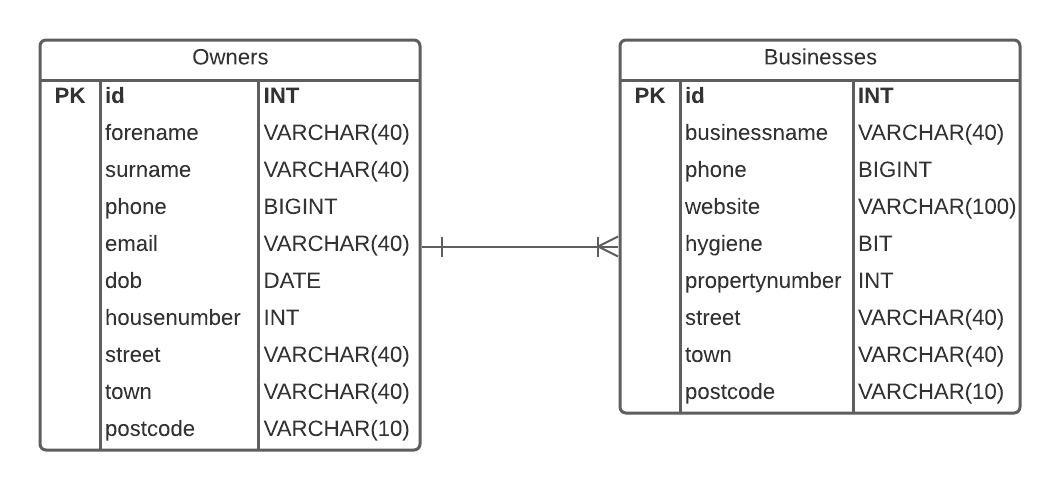 Owners
PK id INT
forename VARCHAR(40)
surname VARCHAR(40)
phone BIGINT
email VARCHAR(40)
dob DATE
housenumber INT
street VARCHAR(40)
town VARCHAR(40)
postcode VARCHAR(10)
Businesses
PK id INT
businessname VARCHAR(40)
phone BIGINT
website VARCHAR(100)
hygiene BIT
propertynumber INT
street VARCHAR(40)
town VARCHAR(40)
postcode VARCHAR(10)